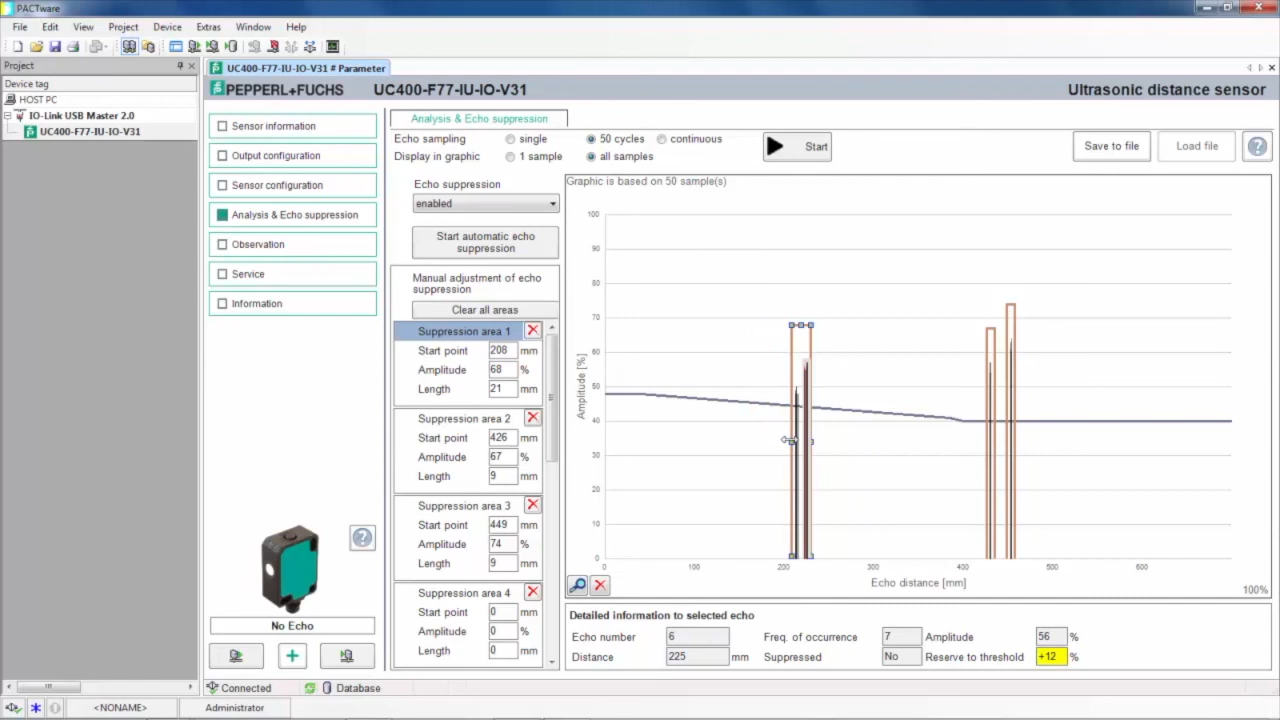 PACTware
File Edit View Project Device Extras Window Help
Project
Device tag
HOST PC
IO-Link USB Master 2.0
UC400-F77-IU-IO-V31
UC400-F77-IU-IO-V31 # Parameter
PEPPERL+FUCHS UC400-F77-IU-IO-V31 Ultrasonic distance sensor
Sensor information
Output configuration
Sensor configuration
Analysis & Echo suppression
Observation
Service
Information
No Echo
Analysis & Echo suppression
Echo sampling single 50 cycles continuous
Display in graphic 1 sample all samples
Start
Save to file
Load file
Echo suppression
enabled
Start automatic echo
suppression
Manual adjustment of echo
suppression
Clear all areas
Suppression area 1
Start point 208 mm
Amplitude 68 %
Length 21 mm
Suppression area 2
Start point 426 mm
Amplitude 67 %
Length 9 mm
Suppression area 3
Start point 449 mm
Amplitude 74 %
Length 9 mm
Suppression area 4
Start point 0 mm
Amplitude 0 %
Length 0 mm
Graphic is based on 50 sample(s)
100
90
80
70
60
50
40
30
20
10
0
Amplitude [%]
0 100 200 300 400 500 600
Echo distance [mm]
100%
Detailed information to selected echo
Echo number 6 Freq. of occurrence 7 Amplitude 56 %
Distance 225 mm Suppressed No Reserve to threshold +12 %
Connected Database
<NONAME> Administrator